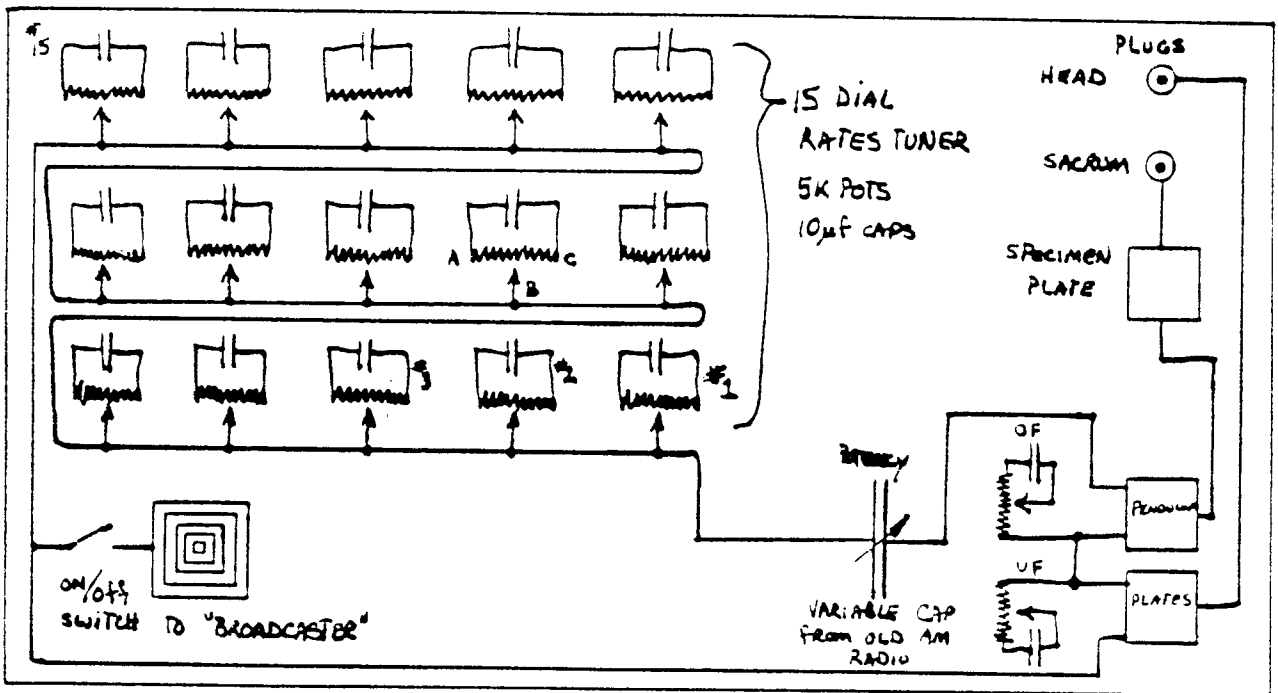 #15
15 DIAL
RATES TUNER
5K POTS
10µf CAPS
PLUGS
HEAD
SACRUM
SPECIMEN
PLATE
A
C
B
#3
#2
#1
ON/Off
SWITCH TO "BROADCASTER"
VARIABLE CAP
FROM OLD AM
RADIO
OF
UF
PENDULUM
PLATES